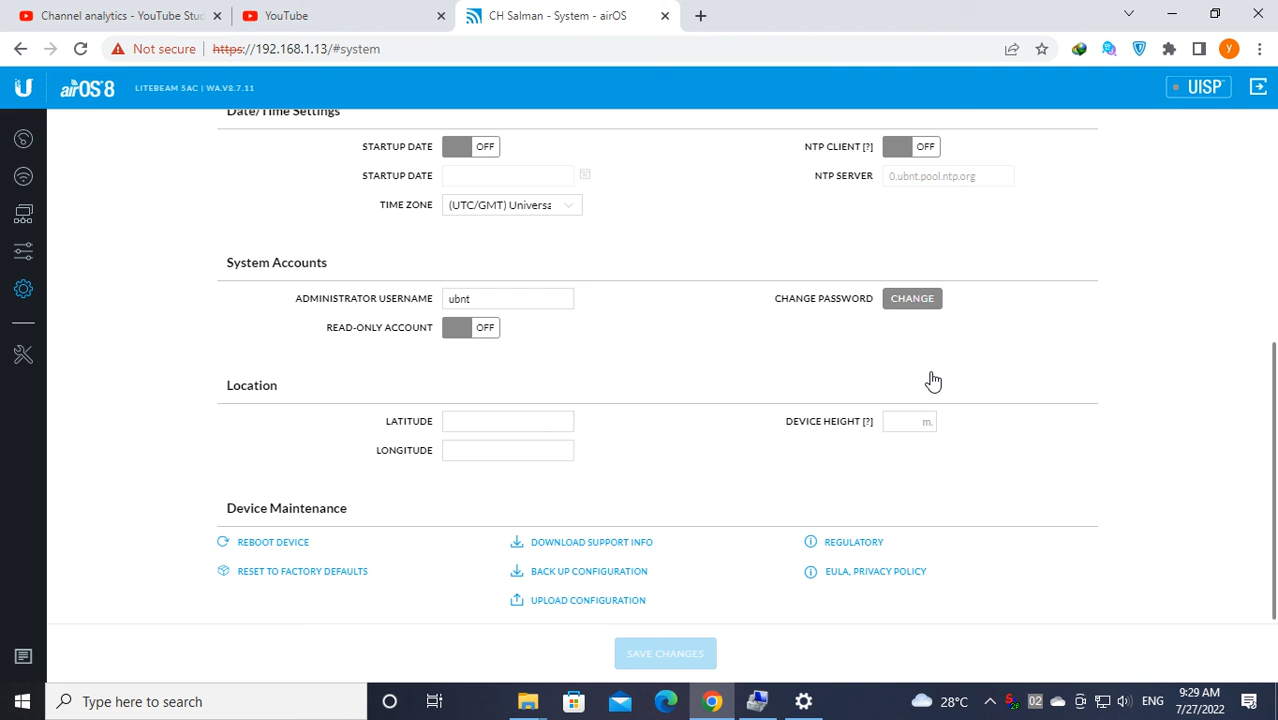 Channel analytics - YouTube Stud
YouTube
CH Salman - System - airOS
Not secure
https://192.168.1.13/#system
y
airOS 8
LITEBEAM 5AC | WA.V8.7.11
UISP
Date/Time Settings
STARTUP DATE OFF
NTP CLIENT [?] OFF
STARTUP DATE
NTP SERVER 0.ubnt.pool.ntp.org
TIME ZONE (UTC/GMT) Universa
System Accounts
ADMINISTRATOR USERNAME ubnt
CHANGE PASSWORD CHANGE
READ-ONLY ACCOUNT OFF
Location
LATITUDE
DEVICE HEIGHT [?] m.
LONGITUDE
Device Maintenance
REBOOT DEVICE
DOWNLOAD SUPPORT INFO
REGULATORY
RESET TO FACTORY DEFAULTS
BACK UP CONFIGURATION
EULA, PRIVACY POLICY
UPLOAD CONFIGURATION
SAVE CHANGES
Type here to search
28°C
02
ENG
9:29 AM
7/27/2022